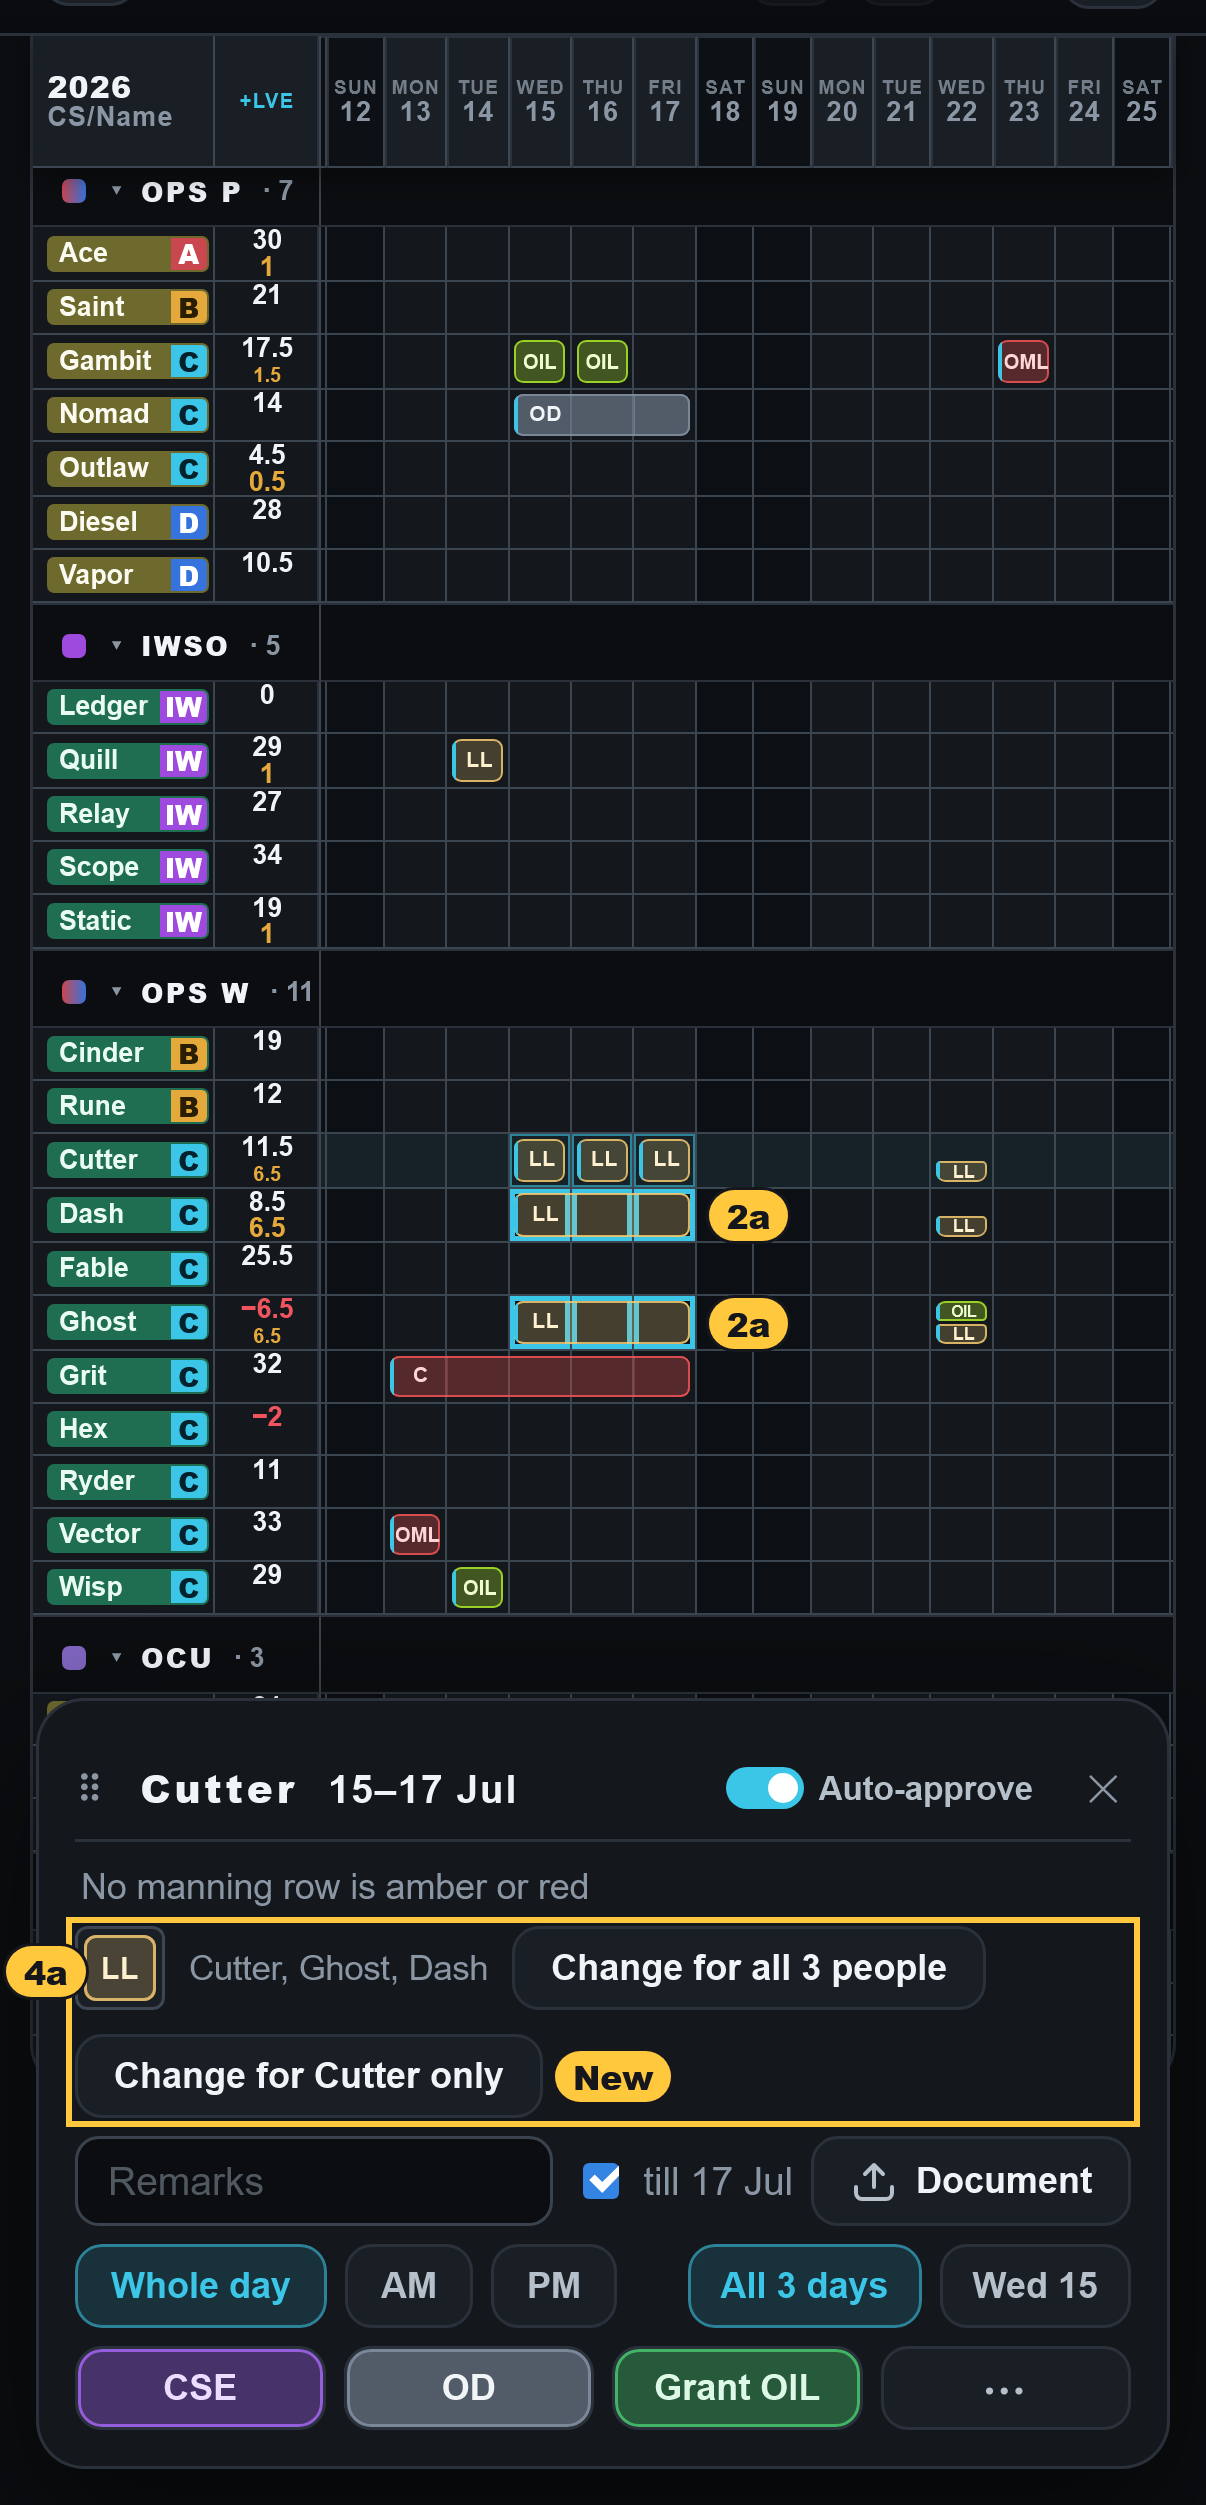 2026
CS/Name
+LVE
SUN 12
MON 13
TUE 14
WED 15
THU 16
FRI 17
SAT 18
SUN 19
MON 20
TUE 21
WED 22
THU 23
FRI 24
SAT 25
OPS P · 7
Ace A 30
1
Saint B 21
Gambit C 17.5 OIL OIL OML
1.5
Nomad C 14 OD
Outlaw C 4.5
0.5
Diesel D 28
Vapor D 10.5
IWSO · 5
Ledger IW 0
Quill IW 29 LL
1
Relay IW 27
Scope IW 34
Static IW 19
1
OPS W · 11
Cinder B 19
Rune B 12
Cutter C 11.5 LL LL LL LL
6.5
Dash C 8.5 LL 2a LL
6.5
Fable C 25.5
Ghost C −6.5 LL 2a OIL
6.5 LL
Grit C 32 C
Hex C −2
Ryder C 11
Vector C 33 OML
Wisp C 29 OIL
OCU · 3
Cutter 15–17 Jul Auto-approve
No manning row is amber or red
4a LL Cutter, Ghost, Dash Change for all 3 people
Change for Cutter only New
Remarks till 17 Jul Document
Whole day AM PM All 3 days Wed 15
CSE OD Grant OIL ...